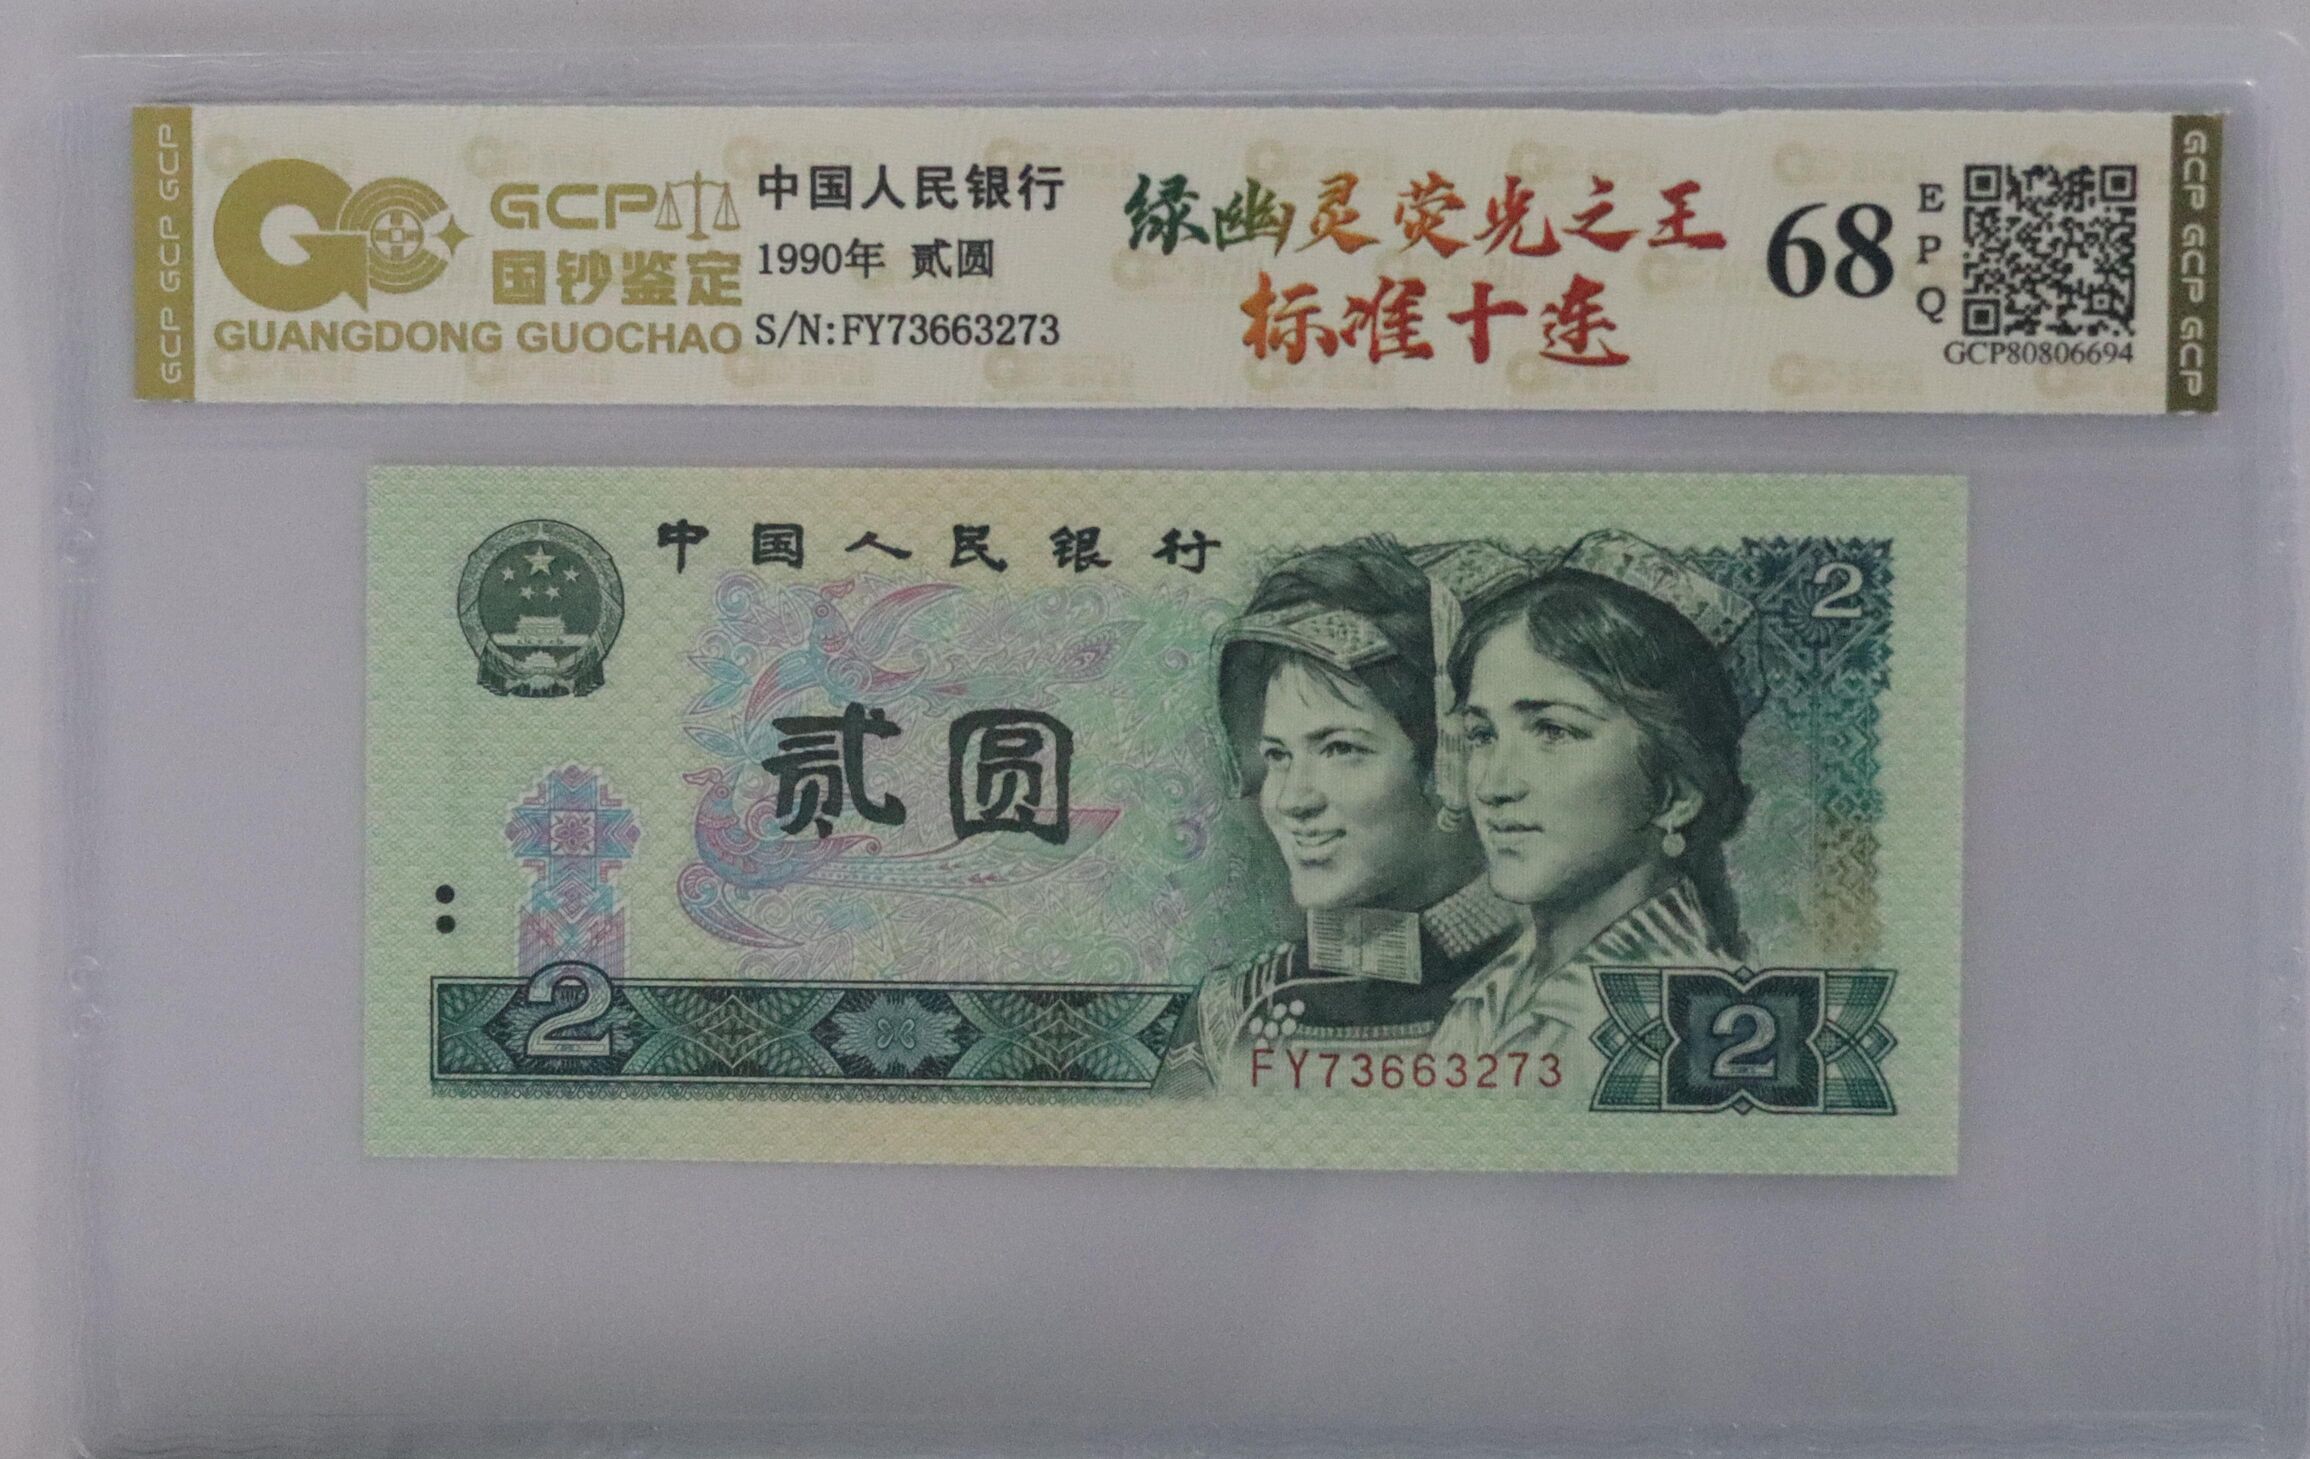 GCP GCP GCP
GCP
国钞鉴定
GUANGDONG GUOCHAO
中国人民银行
1990年 贰圆
S/N:FY73663273
绿幽灵荧光之王
标准十连
68
EPQ
GCP80806694
GCP GCP GCP
中国人民银行
2
贰圆
2
FY73663273
2